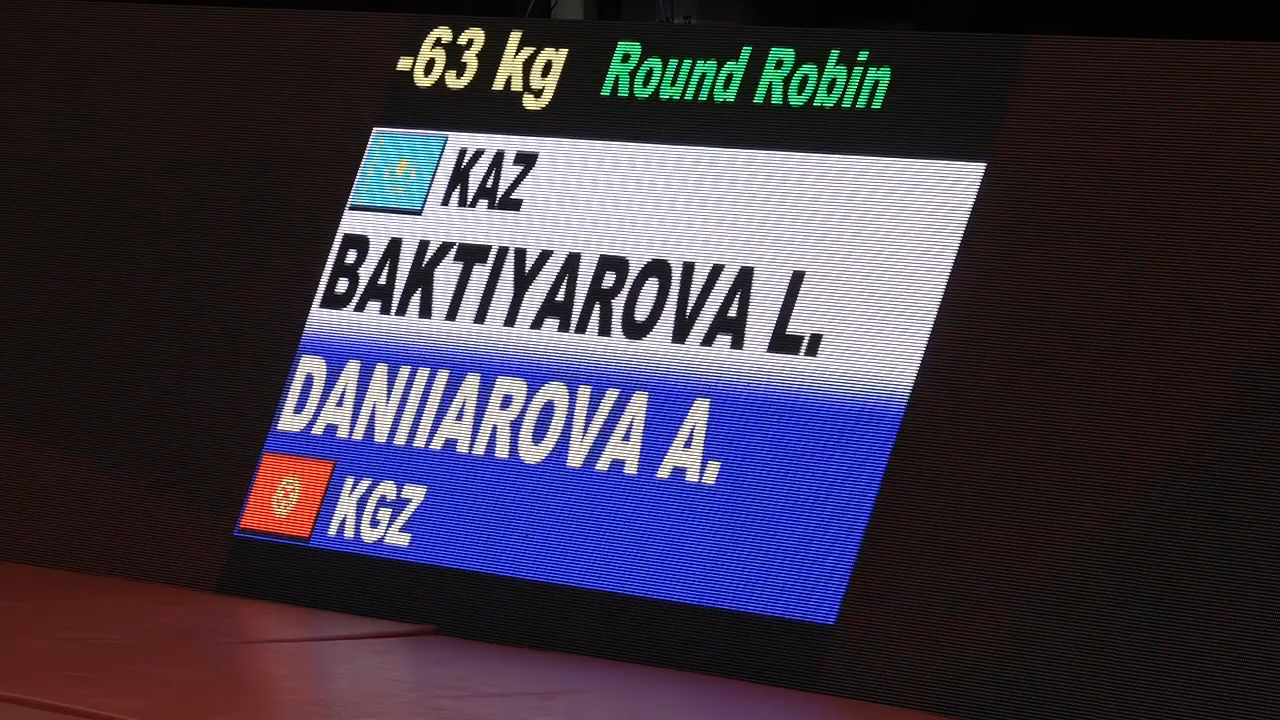 -63 kg Round Robin
KAZ
BAKTIYAROVA L.
DANIIAROVA A.
KGZ